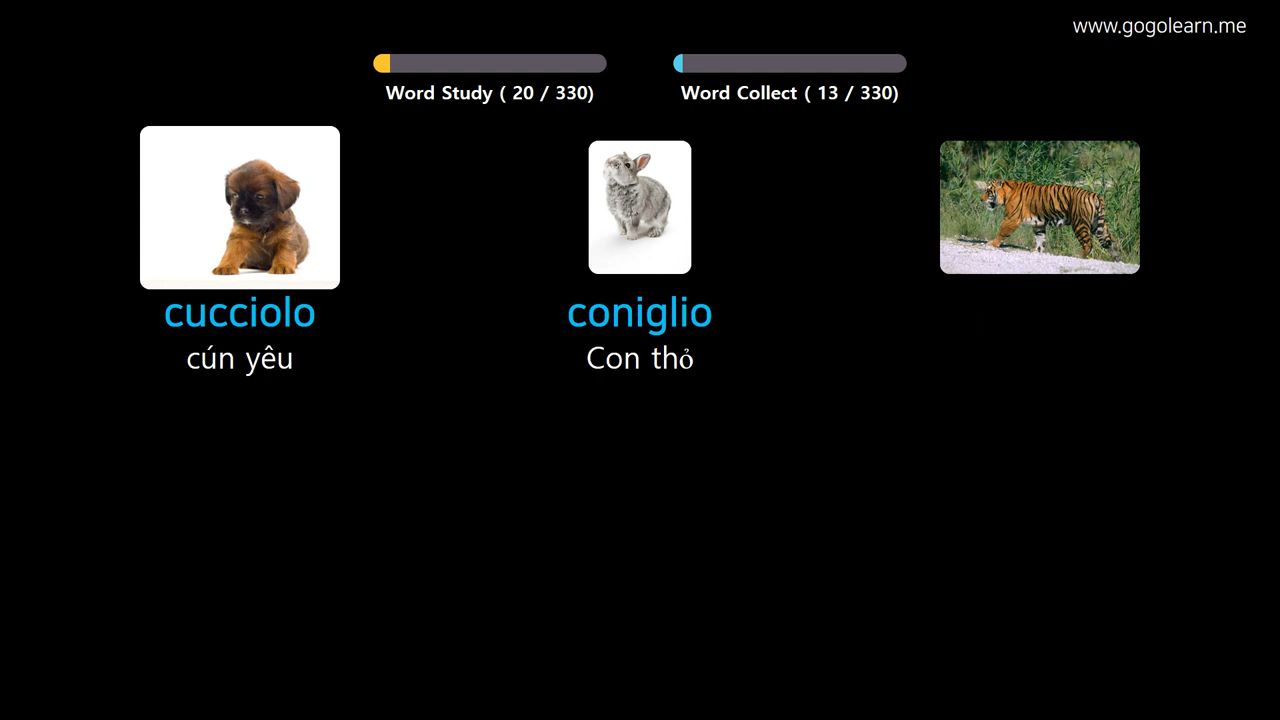 www.gogolearn.me
Word Study ( 20 / 330)
Word Collect ( 13 / 330)
cucciolo
cún yêu
coniglio
Con thỏ